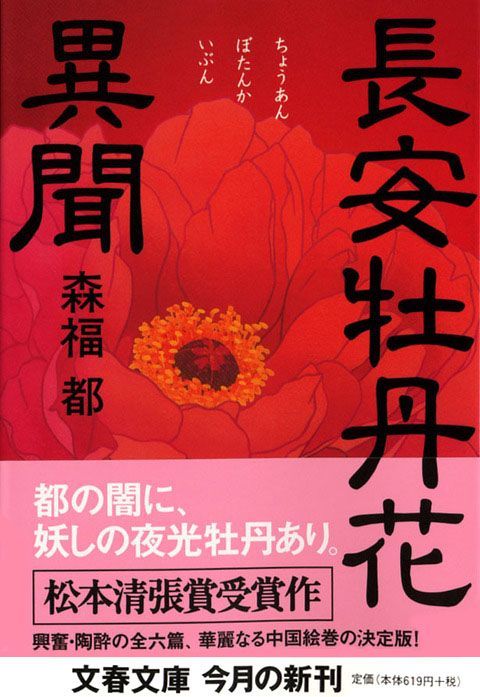 長安牡丹花
異聞
ちょうあん
ぼたんか
いぶん
森福 都
都の闇に、
妖しの夜光牡丹あり。
松本清張賞受賞作
興奮・陶酔の全六篇、華麗なる中国絵巻の決定版!
文春文庫 今月の新刊 定価(本体619円+税)